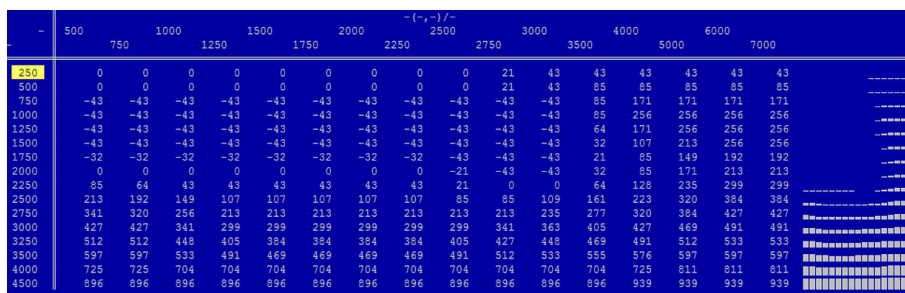 -(-,-)/-
- 500 1000 1500 2000 2500 3000 4000 6000
- 750 1250 1750 2250 2750 3500 5000 7000
250 0 0 0 0 0 0 0 0 0 21 43 43 43 43 43 43
500 0 0 0 0 0 0 0 0 0 21 43 85 85 85 85 85
750 -43 -43 -43 -43 -43 -43 -43 -43 -43 -43 -43 85 171 171 171 171
1000 -43 -43 -43 -43 -43 -43 -43 -43 -43 -43 -43 85 256 256 256 256
1250 -43 -43 -43 -43 -43 -43 -43 -43 -43 -43 -43 64 171 256 256 256
1500 -43 -43 -43 -43 -43 -43 -43 -43 -43 -43 -43 32 107 213 256 256
1750 -32 -32 -32 -32 -32 -32 -32 -32 -43 -43 -43 21 85 149 192 192
2000 0 0 0 0 0 0 0 0 -21 -43 -43 32 85 171 213 213
2250 85 64 43 43 43 43 43 43 21 0 0 64 128 235 299 299
2500 213 192 149 107 107 107 107 107 85 85 109 161 223 320 384 384
2750 341 320 256 213 213 213 213 213 213 213 235 277 320 384 427 427
3000 427 427 341 299 299 299 299 299 299 341 363 405 427 469 491 491
3250 512 512 448 405 384 384 384 384 405 427 448 469 491 512 533 533
3500 597 597 533 491 469 469 469 469 491 512 533 555 576 597 597 597
4000 725 725 704 704 704 704 704 704 704 704 704 704 725 811 811 811
4500 896 896 896 896 896 896 896 896 896 896 896 896 939 939 939 939